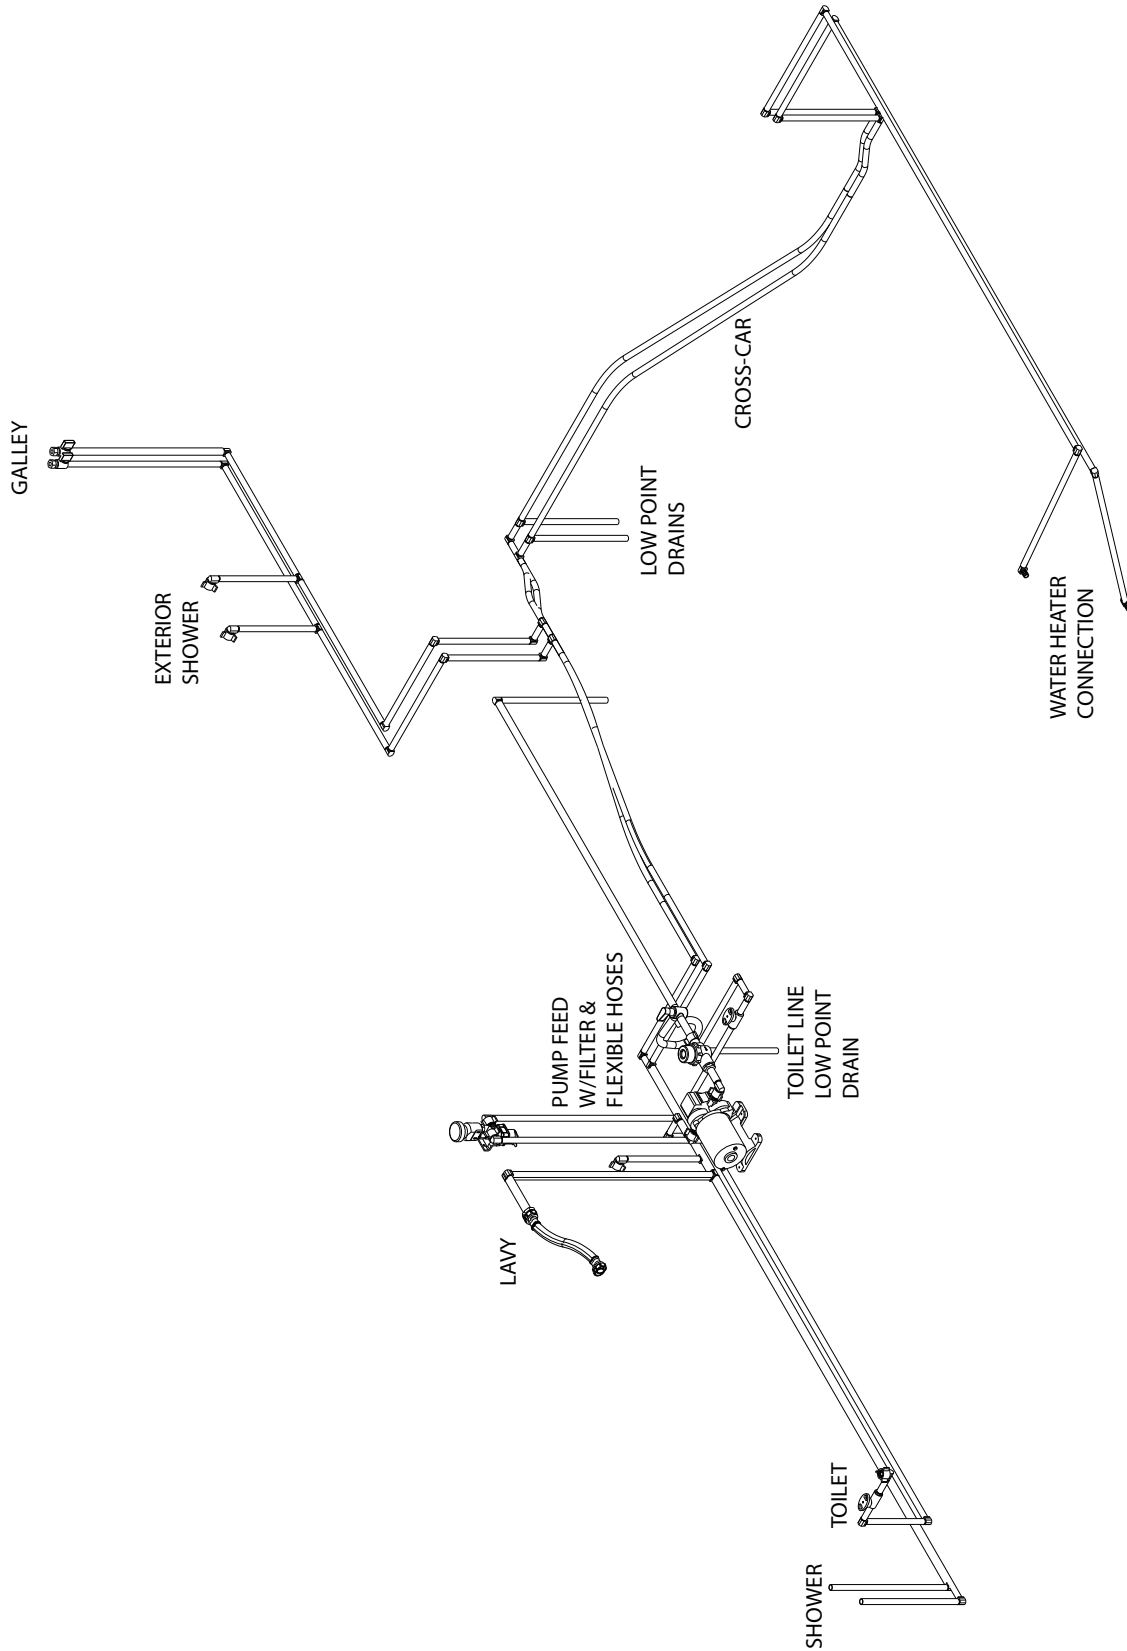 GALLEY
EXTERIOR
SHOWER
CROSS-CAR
LOW POINT
DRAINS
WATER HEATER
CONNECTION
PUMP FEED
W/FILTER &
FLEXIBLE HOSES
TOILET LINE
LOW POINT
DRAIN
LAVY
TOILET
SHOWER